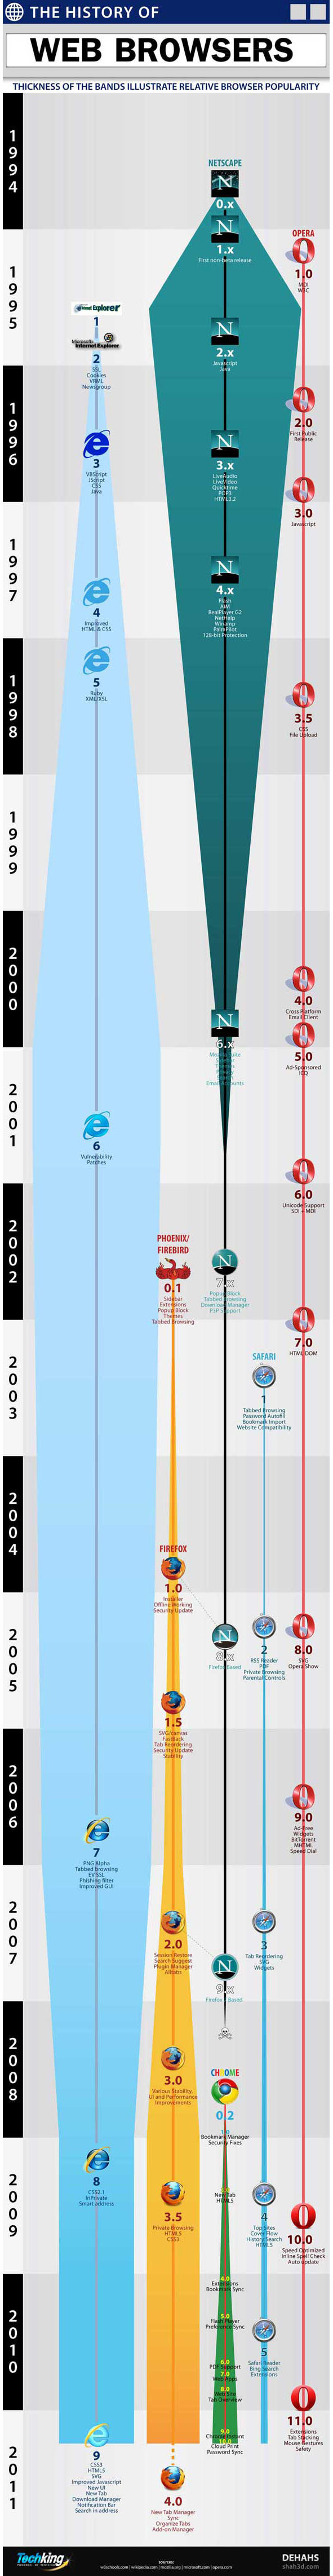 THE HISTORY OF
WEB BROWSERS
THICKNESS OF THE BANDS ILLUSTRATE RELATIVE BROWSER POPULARITY
1994
NETSCAPE
0.x
1.x
First non-beta release
OPERA
1.0
MDI
W3C
1995
Explorer
1
Microsoft
Internet Explorer
2
SSL
Cookies
VRML
Newsgroup
2.x
Javascript
Java
1996
2.0
First Public
Release
3
VBScript
JScript
CSS
Java
3.x
LiveAudio
LiveVideo
Quicktime
POP3
HTML3.2
3.0
Javascript
1997
4
Improved
HTML & CSS
4.x
Flash
AIM
RealPlayer G2
NetHelp
Winamp
PalmPilot
128-bit Protection
1998
5
Ruby
XML/XSL
3.5
CSS
File Upload
1999
2000
4.0
Cross Platform
Email Client
6.x
Email Accounts
5.0
Ad-Sponsored
ICQ
2001
6
Vulnerability
Patches
6.0
Unicode Support
SDI + MDI
2002
PHOENIX/
FIREBIRD
0.1
Sidebar
Extensions
Popup Block
Themes
Tabbed Browsing
7.x
Popup Block
Tabbed Browsing
Download Manager
P3P Support
7.0
HTML DOM
2003
SAFARI
1
Tabbed Browsing
Password Autofill
Bookmark Import
Website Compatibility
2004
FIREFOX
1.0
Installer
Offline Working
Security Update
2005
8.x
Firefox Based
2
RSS Reader
PDF
Private Browsing
Parental Controls
8.0
SVG
Opera Show
1.5
SVG/canvas
FastBack
Tab Reordering
Security Update
Stability
2006
9.0
Ad-Free
Widgets
BitTorrent
MHTML
Speed Dial
7
PNG Alpha
Tabbed browsing
EV SSL
Phishing filter
Improved GUI
2007
2.0
Session Restore
Search Suggest
Plugin Manager
Alltabs
3
Tab Reordering
SVG
Widgets
9.x
Firefox 2 Based
2008
3.0
Various Stability,
UI and Performance
Improvements
CHROME
0.2
1.0
Bookmark Manager
Security Fixes
2009
8
CSS2.1
InPrivate
Smart address
3.5
Private Browsing
HTML5
CSS3
New Tab
HTML5
4
Top Sites
Cover Flow
History Search
HTML5
10.0
Speed Optimized
Inline Spell Check
Auto update
2010
4.0
Extensions
Bookmark Sync
5.0
Flash Player
Preference Sync
6.0
PDF Support
7.0
8.0
Tab Overview
5
Safari Reader
Bing Search
Extensions
11.0
Extensions
Tab Stacking
Mouse Gestures
Safety
2011
9
CSS3
HTML5
SVG
Improved Javascript
New UI
New Tab
Download Manager
Notification Bar
Search in address
4.0
New Tab Manager
Sync
Organize Tabs
Add-on Manager
9.0
10.0
Cloud Print
Password Sync
Techking
SOURCES:
w3schools.com | wikipedia.com | mozilla.org | microsoft.com | opera.com
DEHAHS
shah3d.com